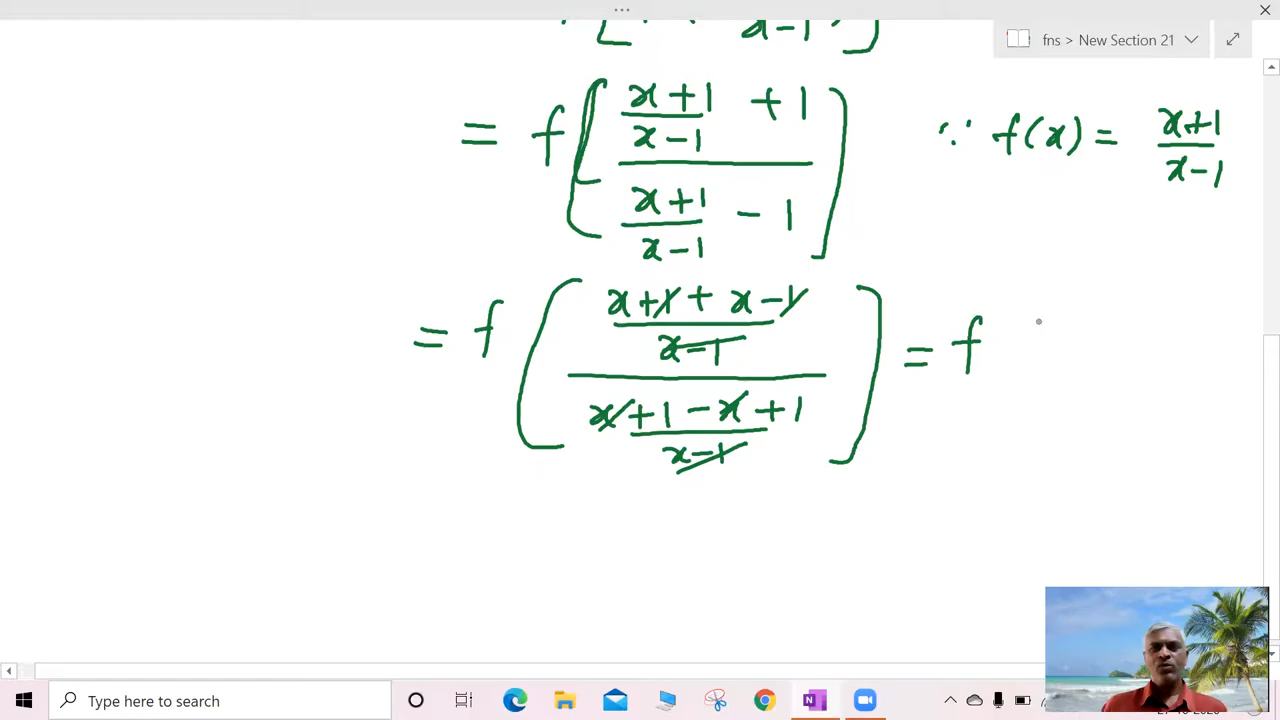 fns > New Section 21
= f( ((x+1)/(x-1) + 1) / ((x+1)/(x-1) - 1) ) ∵ f(x) = (x+1)/(x-1)
= f( ((x+1+x-1)/(x-1)) / ((x+1-x+1)/(x-1)) ) = f
Type here to search